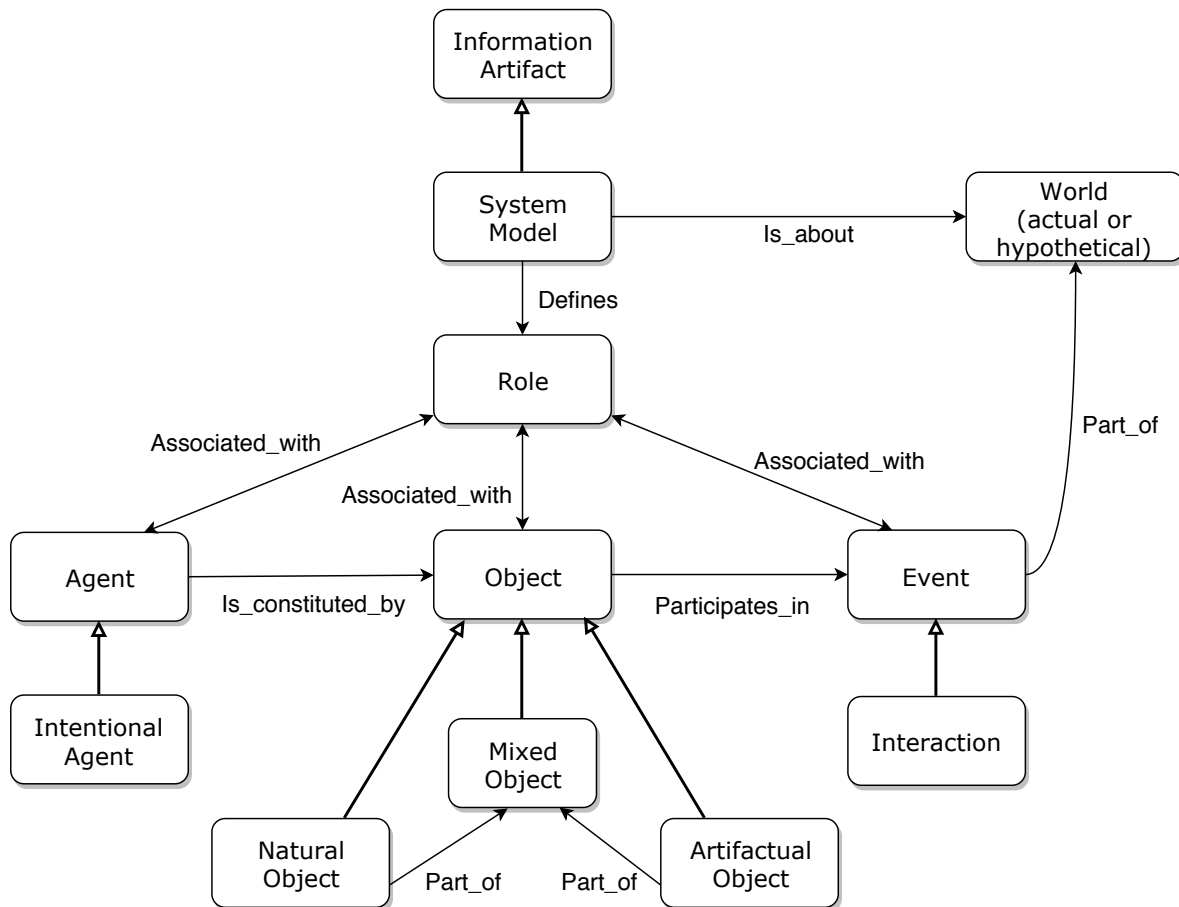 Information
Artifact
System
Model
World
(actual or
hypothetical)
Is_about
Defines
Role
Part_of
Associated_with
Associated_with
Associated_with
Agent
Object
Event
Is_constituted_by
Participates_in
Intentional
Agent
Mixed
Object
Interaction
Natural
Object
Artifactual
Object
Part_of
Part_of